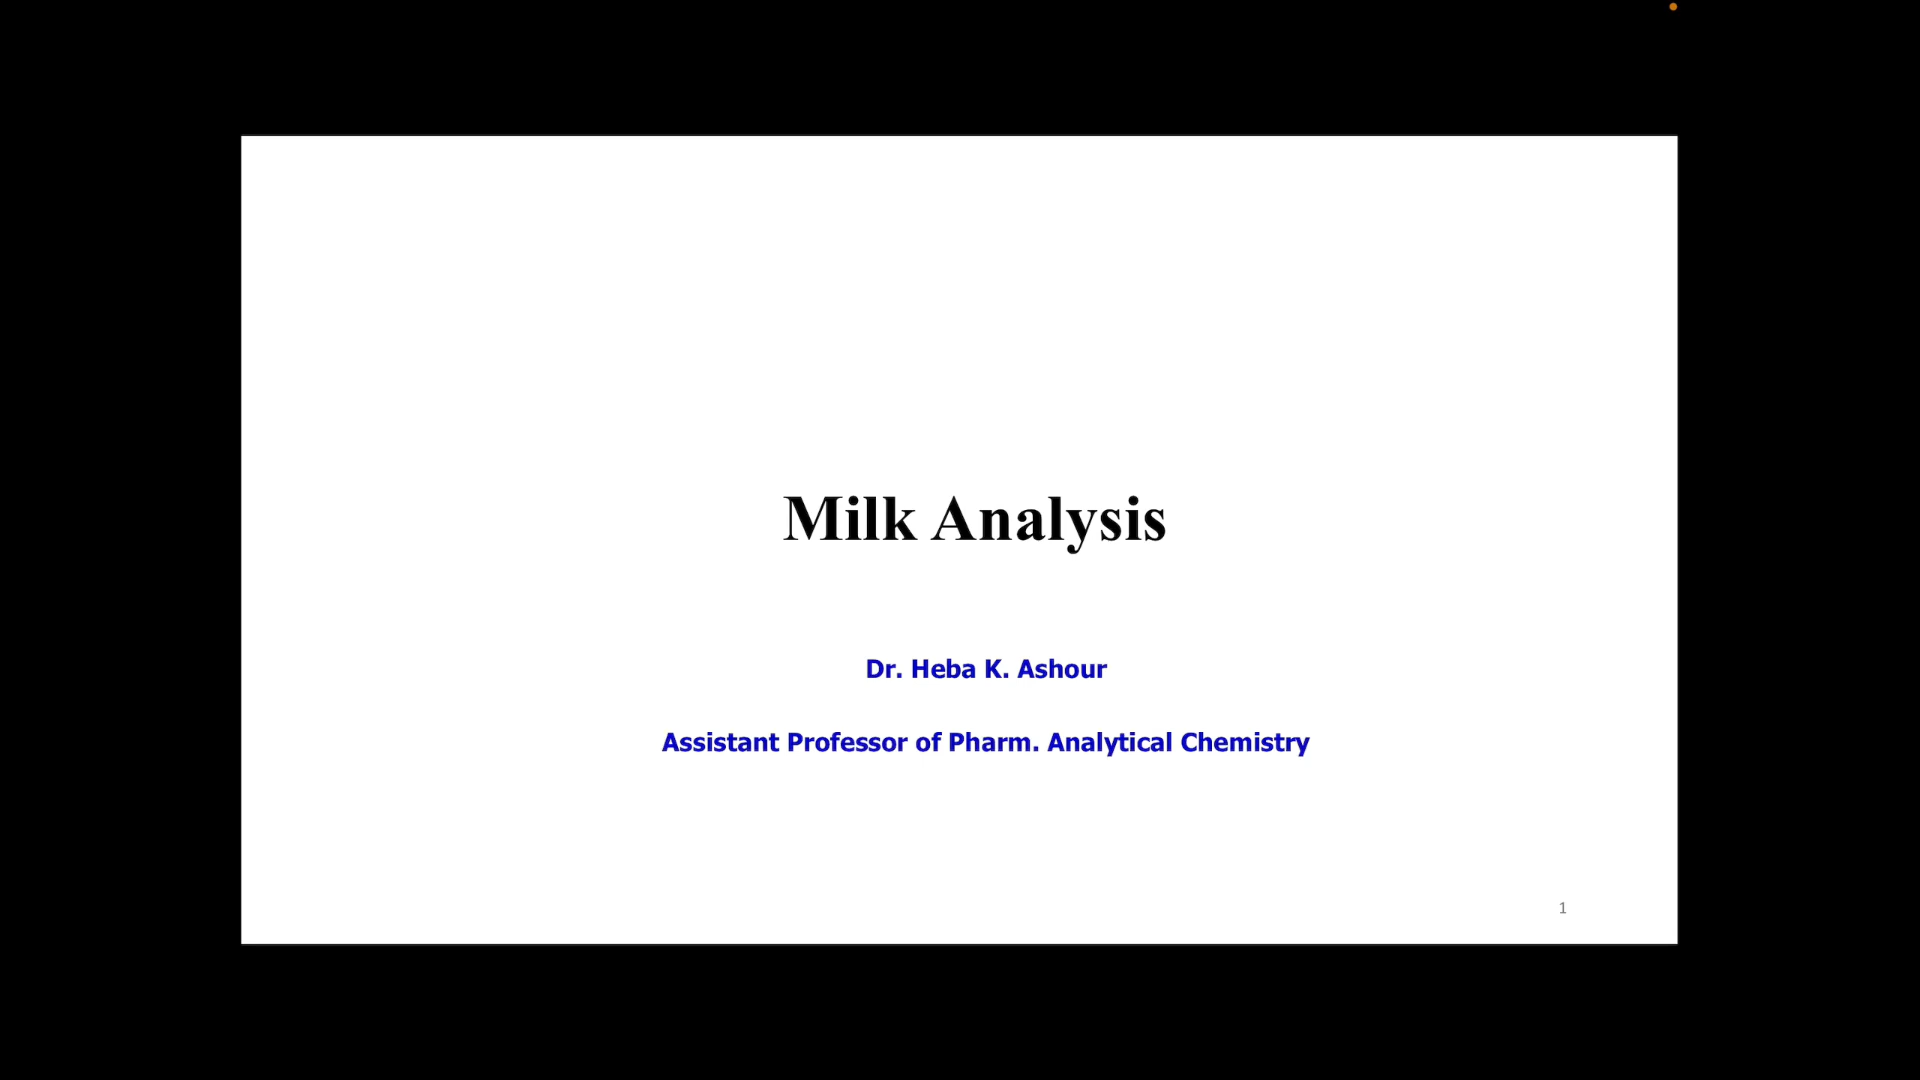 Milk Analysis
Dr. Heba K. Ashour
Assistant Professor of Pharm. Analytical Chemistry
1